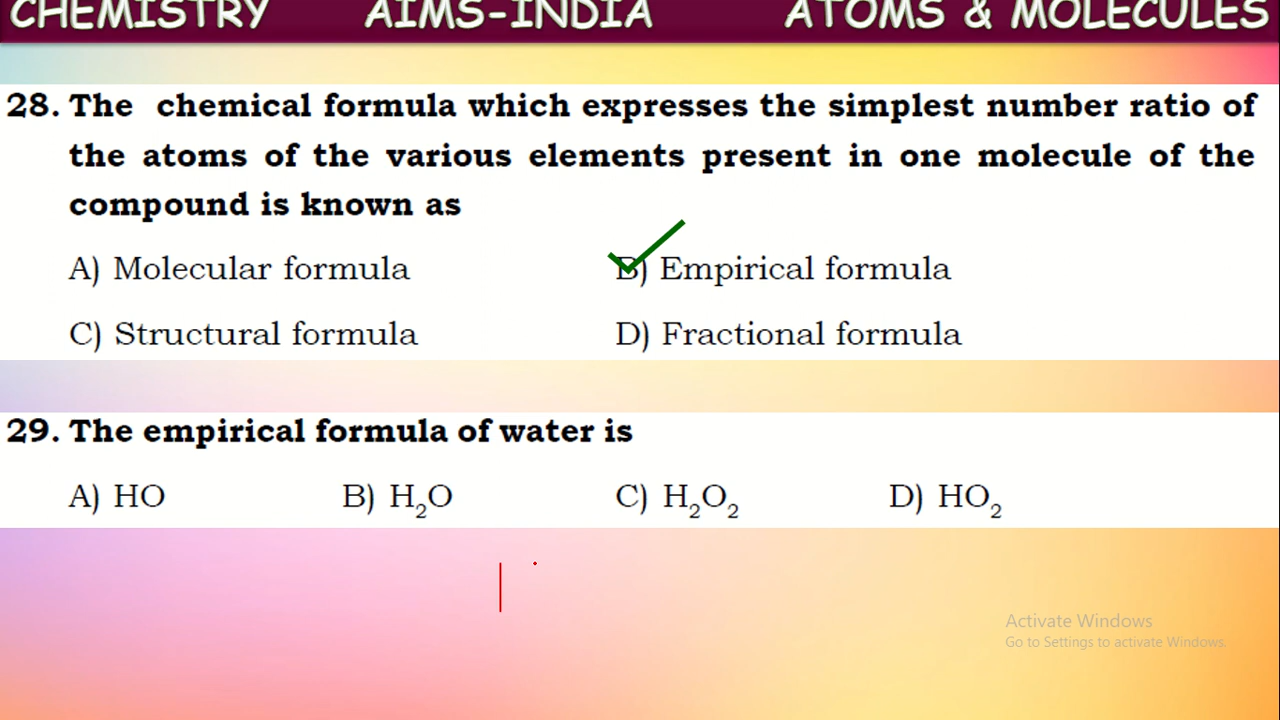 CHEMISTRY AIMS-INDIA ATOMS & MOLECULES
28. The chemical formula which expresses the simplest number ratio of
the atoms of the various elements present in one molecule of the
compound is known as
A) Molecular formula B) Empirical formula
C) Structural formula D) Fractional formula
29. The empirical formula of water is
A) HO B) H₂O C) H₂O₂ D) HO₂
Activate Windows
Go to Settings to activate Windows.